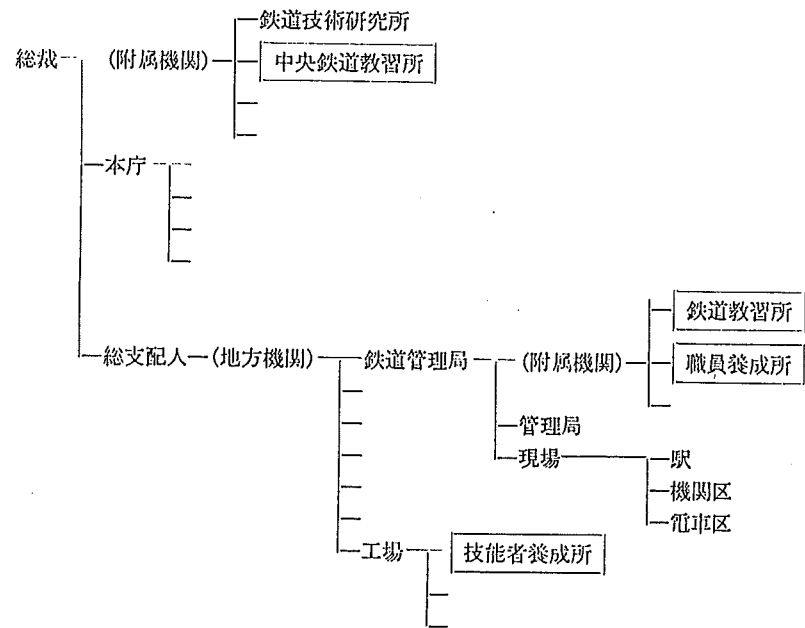 鉄道技術研究所
総裁 (附属機関) 中央鉄道教習所
本庁
鉄道教習所
総支配人 (地方機関) 鉄道管理局 (附属機関) 職員養成所
管理局
現場 駅
機関区
電車区
工場 技能者養成所